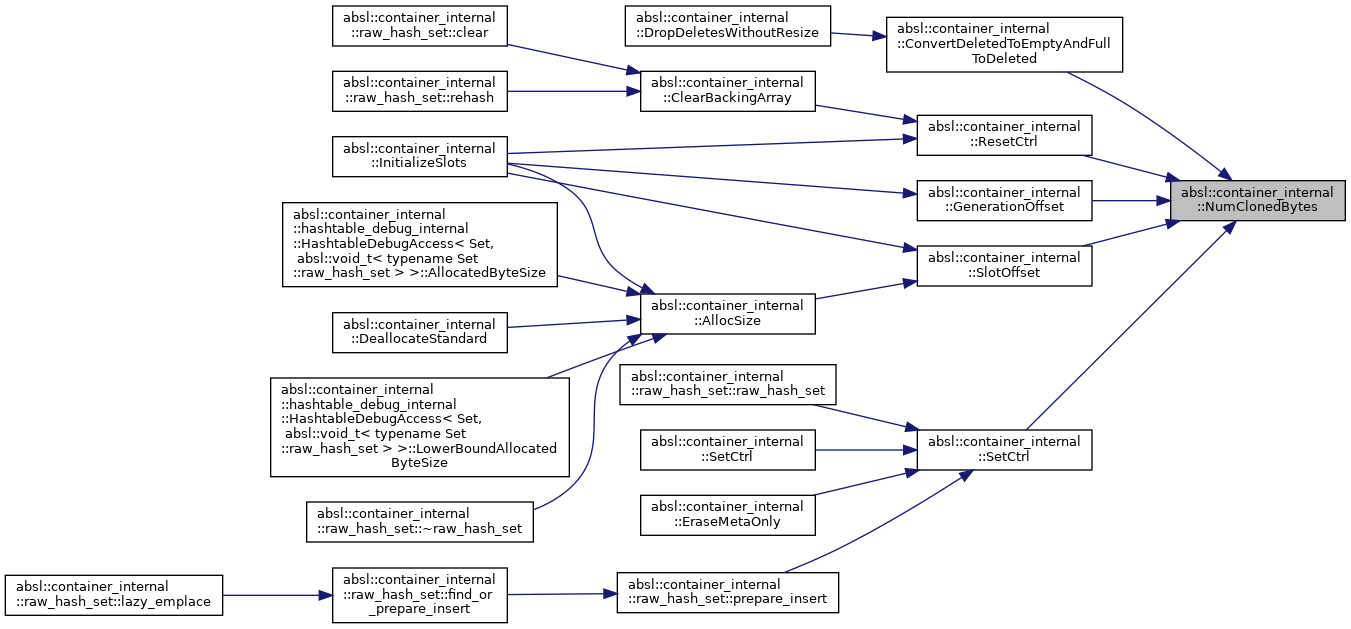 absl::container_internal
::raw_hash_set::clear
absl::container_internal
::DropDeletesWithoutResize
absl::container_internal
::ConvertDeletedToEmptyAndFull
ToDeleted
absl::container_internal
::raw_hash_set::rehash
absl::container_internal
::ClearBackingArray
absl::container_internal
::ResetCtrl
absl::container_internal
::InitializeSlots
absl::container_internal
::GenerationOffset
absl::container_internal
::NumClonedBytes
absl::container_internal
::hashtable_debug_internal
::HashtableDebugAccess< Set,
absl::void_t< typename Set
::raw_hash_set > >::AllocatedByteSize
absl::container_internal
::SlotOffset
absl::container_internal
::AllocSize
absl::container_internal
::DeallocateStandard
absl::container_internal
::hashtable_debug_internal
::HashtableDebugAccess< Set,
absl::void_t< typename Set
::raw_hash_set > >::LowerBoundAllocated
ByteSize
absl::container_internal
::raw_hash_set::raw_hash_set
absl::container_internal
::SetCtrl
absl::container_internal
::SetCtrl
absl::container_internal
::EraseMetaOnly
absl::container_internal
::raw_hash_set::~raw_hash_set
absl::container_internal
::raw_hash_set::lazy_emplace
absl::container_internal
::raw_hash_set::find_or
_prepare_insert
absl::container_internal
::raw_hash_set::prepare_insert